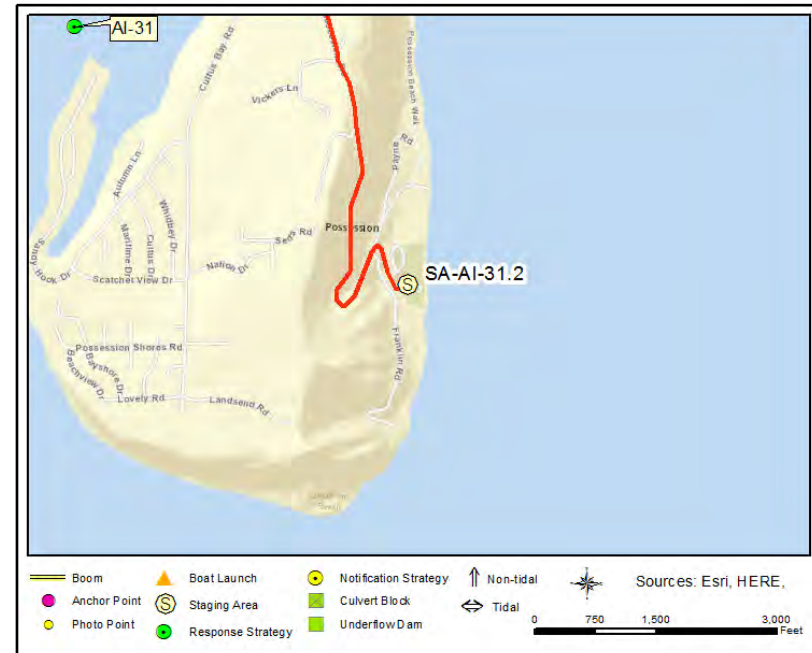 AI-31
Cultus Bay Rd
Possession Beach Walk
Vickers Ln
Payne Rd
Autumn Ln
Whidbey Dr
Maritime Dr
Cultus Dr
Possession
Seds Rd
Nation Dr
Sandy Hook Dr
Scatchet View Dr
SA-AI-31.2
S
Franklin Rd
Possession Shores Rd
Bayshore Dr
Beachview Dr
Lovely Rd
Landsend Rd
Boom
Boat Launch
Notification Strategy
Non-tidal
Sources: Esri, HERE,
Anchor Point
S
Staging Area
Culvert Block
Tidal
Photo Point
Response Strategy
Underflow Dam
0 750 1,500 3,000
Feet